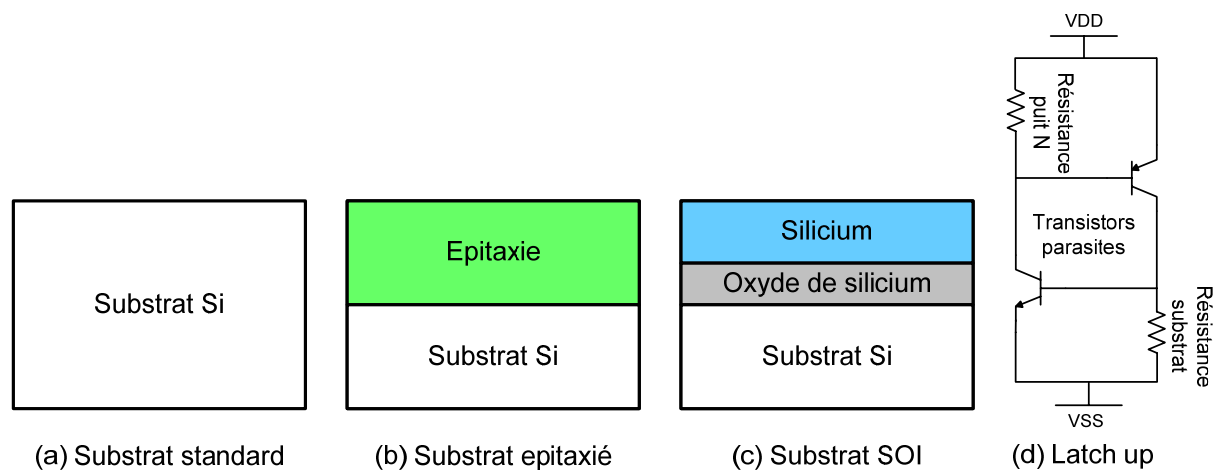 Substrat Si
(a) Substrat standard
Epitaxie
Substrat Si
(b) Substrat epitaxié
Silicium
Oxyde de silicium
Substrat Si
(c) Substrat SOI
VDD
Résistance
puit N
Transistors
parasites
Résistance
substrat
VSS
(d) Latch up